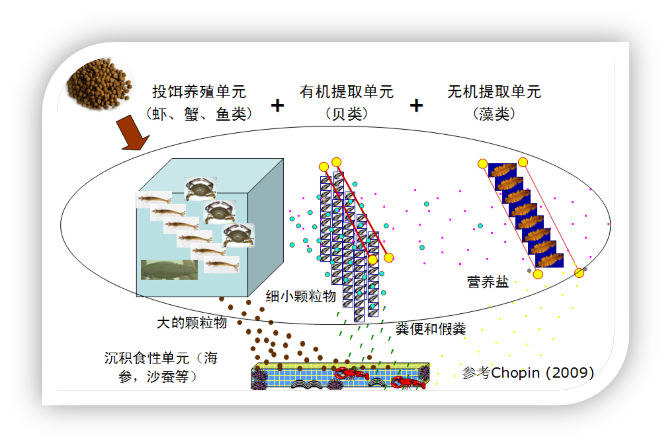 投饵养殖单元
（虾、蟹、鱼类）
+
有机提取单元
（贝类）
+
无机提取单元
（藻类）
细小颗粒物
营养盐
大的颗粒物
粪便和假粪
沉积食性单元（海
参，沙蚕等）
参考Chopin (2009)